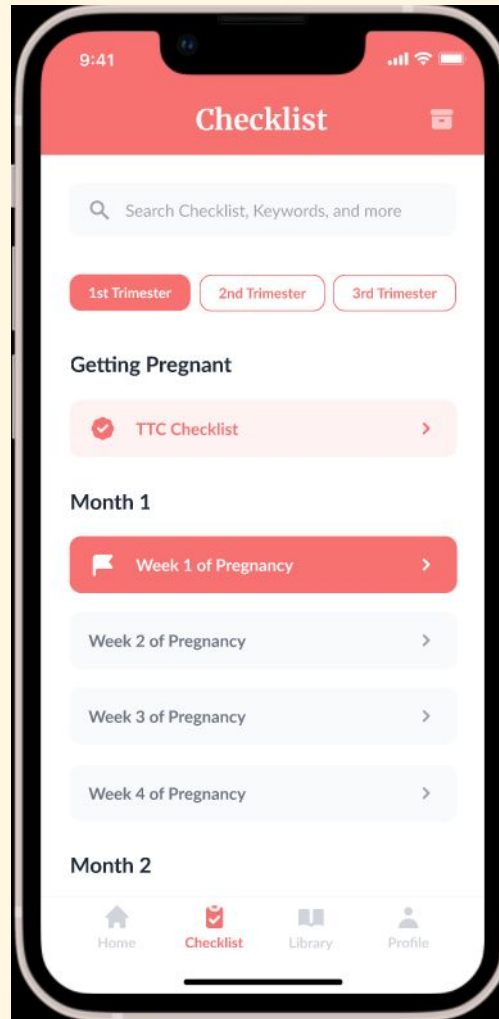 9:41
Checklist
Search Checklist, Keywords, and more
1st Trimester 2nd Trimester 3rd Trimester
Getting Pregnant
TTC Checklist
Month 1
Week 1 of Pregnancy
Week 2 of Pregnancy
Week 3 of Pregnancy
Week 4 of Pregnancy
Month 2
Home Checklist Library Profile